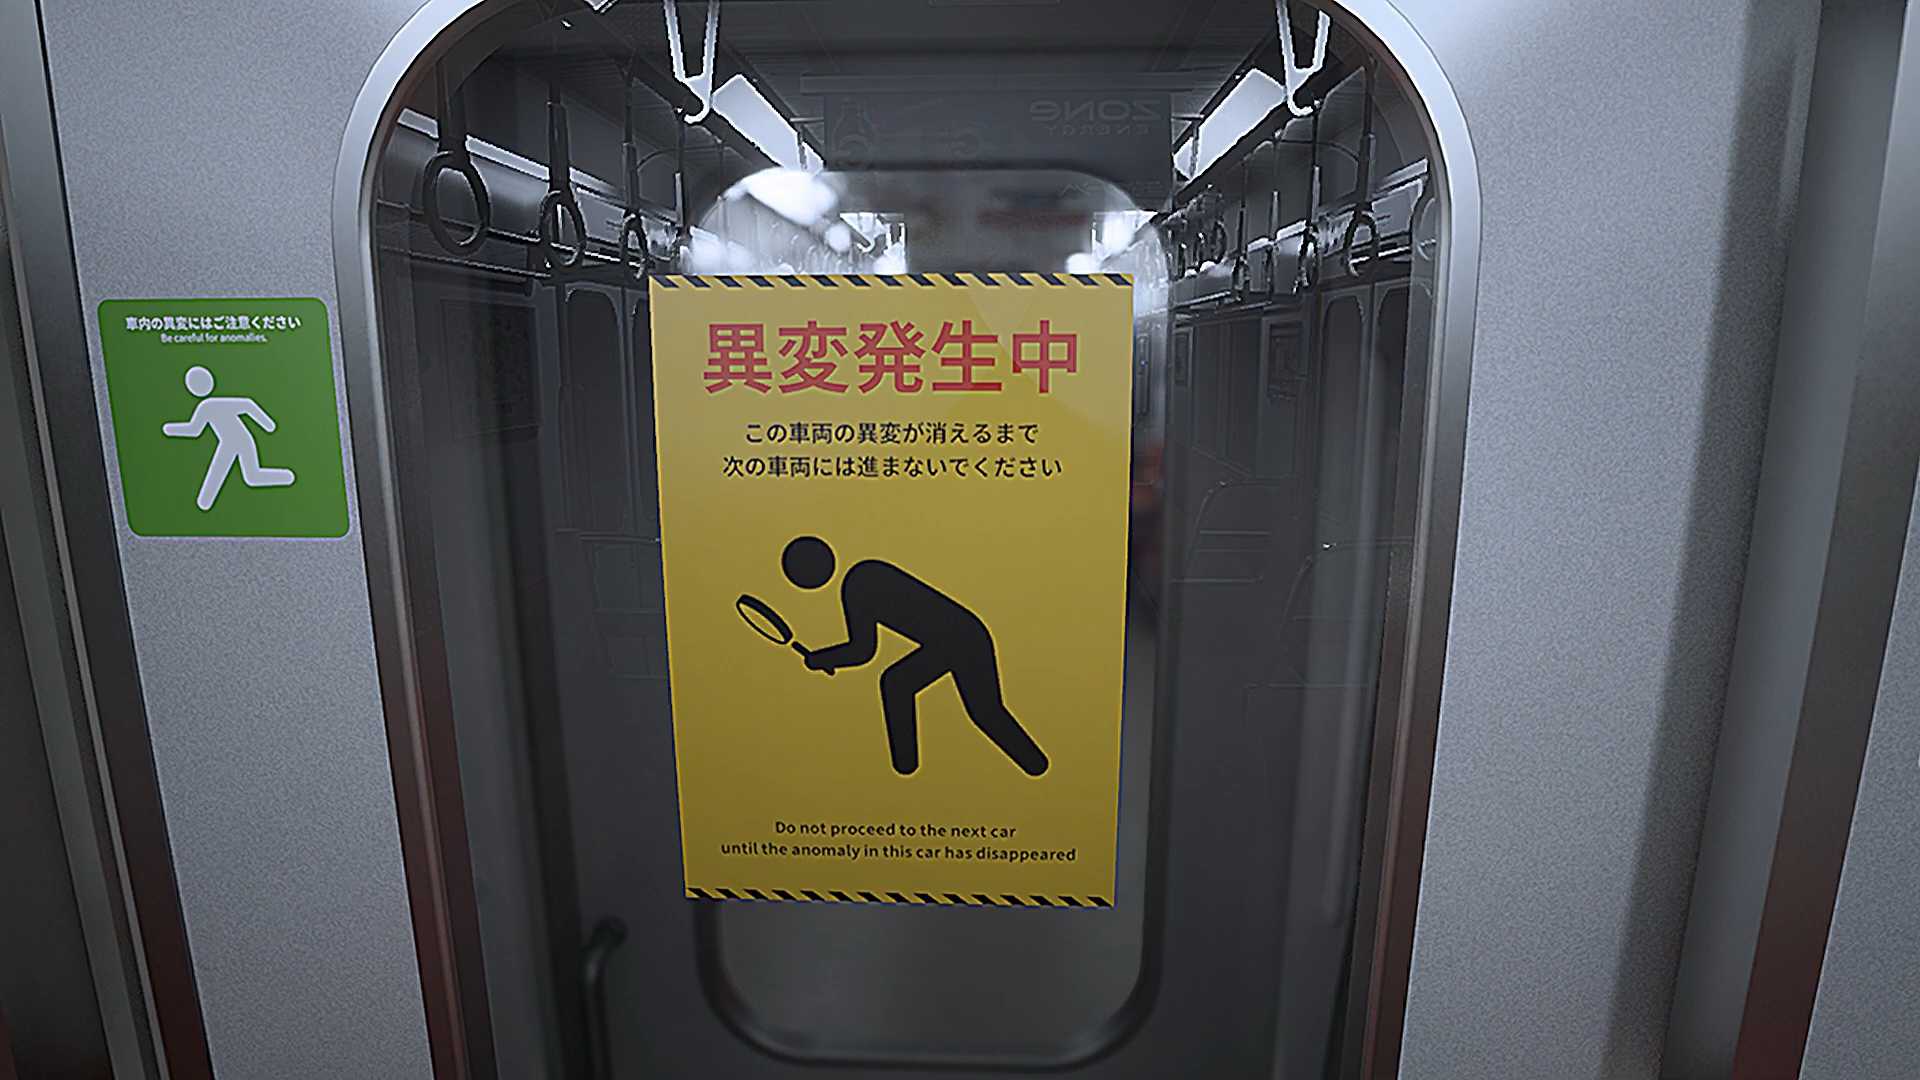 車内の異変にはご注意ください
Be careful for anomalies.
ZONe
ENERGY
異変発生中
この車両の異変が消えるまで
次の車両には進まないでください
Do not proceed to the next car
until the anomaly in this car has disappeared